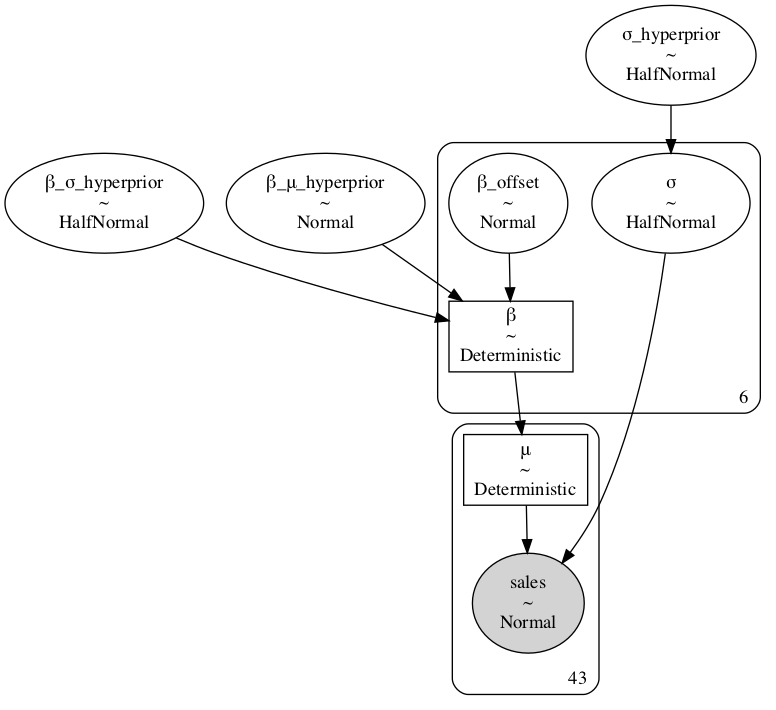 σ_hyperprior
~
HalfNormal
β_σ_hyperprior
~
HalfNormal
β_μ_hyperprior
~
Normal
β_offset
~
Normal
σ
~
HalfNormal
β
~
Deterministic
6
μ
~
Deterministic
sales
~
Normal
43